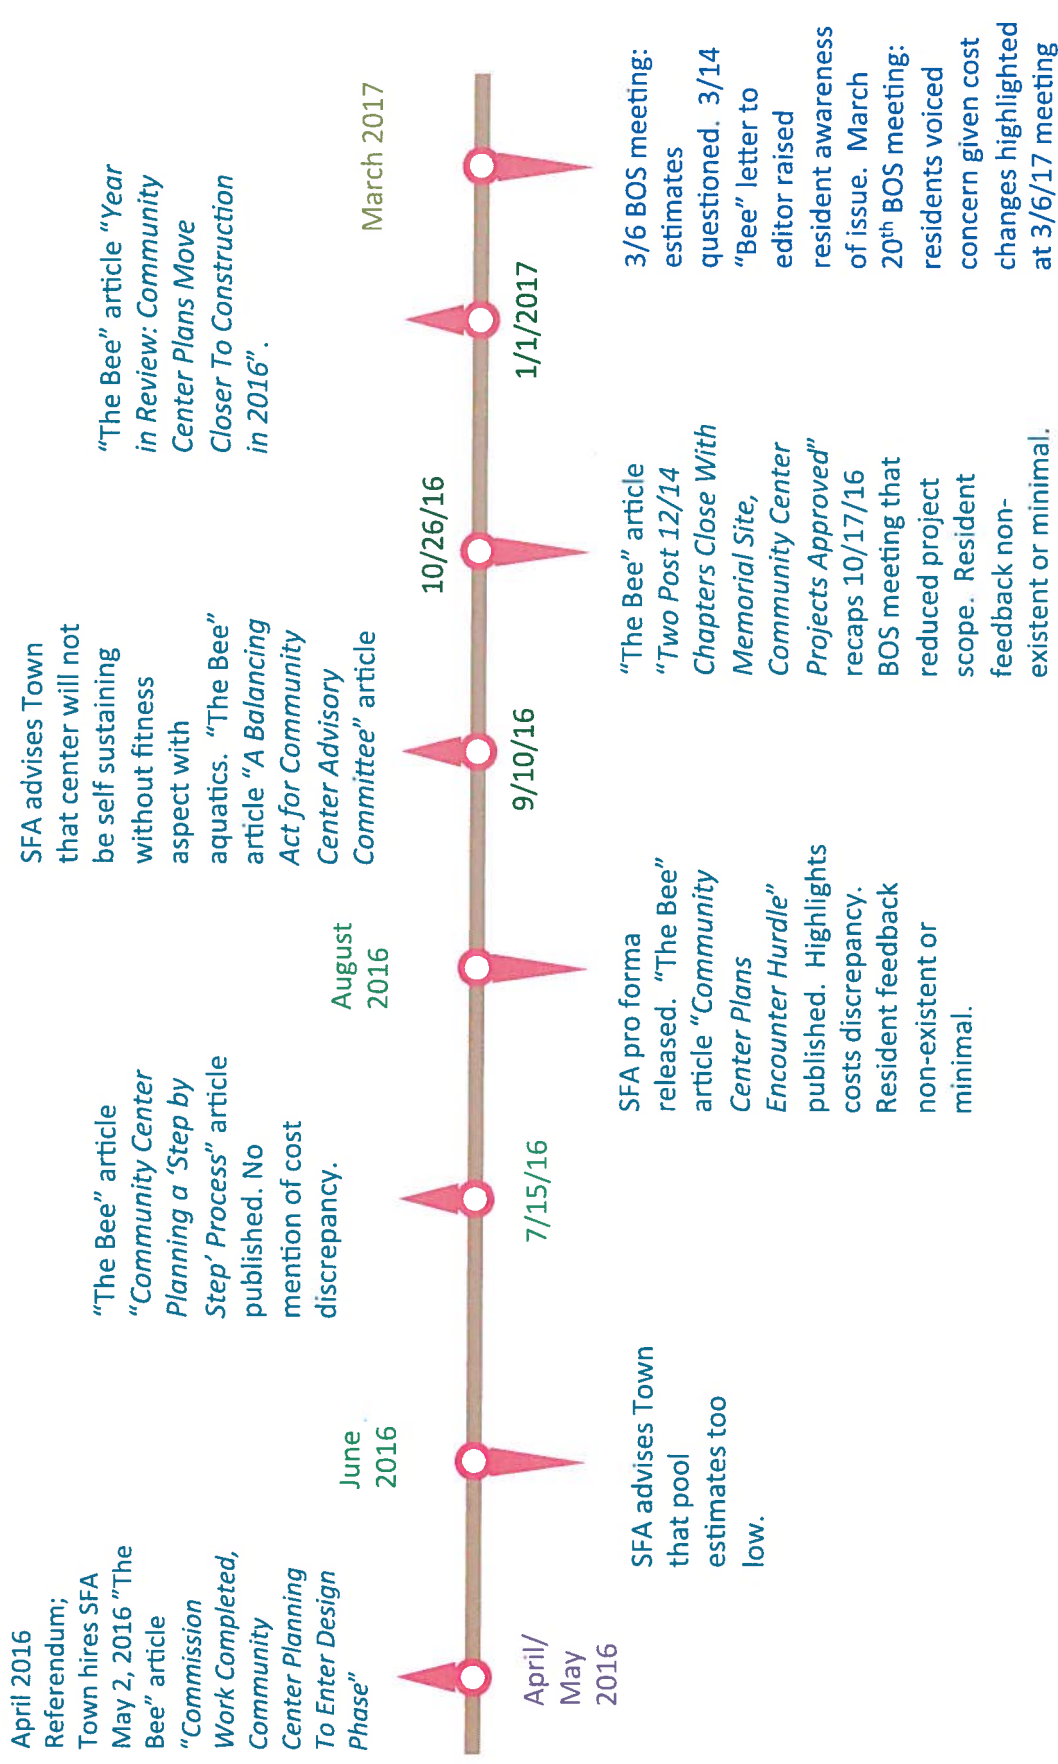 April 2016
Referendum;
Town hires SFA
May 2, 2016 "The
Bee" article
"Commission
Work Completed,
Community
Center Planning
To Enter Design
Phase"
April/
May
2016
June
2016
SFA advises Town
that pool
estimates too
low.
"The Bee" article
"Community Center
Planning a 'Step by
Step' Process" article
published. No
mention of cost
discrepancy.
7/15/16
August
2016
SFA pro forma
released. "The Bee"
article "Community
Center Plans
Encounter Hurdle"
published. Highlights
costs discrepancy.
Resident feedback
non-existent or
minimal.
SFA advises Town
that center will not
be self sustaining
without fitness
aspect with
aquatics. "The Bee"
article "A Balancing
Act for Community
Center Advisory
Committee" article
9/10/16
10/26/16
"The Bee" article
"Two Post 12/14
Chapters Close With
Memorial Site,
Community Center
Projects Approved"
recaps 10/17/16
BOS meeting that
reduced project
scope. Resident
feedback non-
existent or minimal.
"The Bee" article "Year
in Review: Community
Center Plans Move
Closer To Construction
in 2016".
1/1/2017
March 2017
3/6 BOS meeting:
estimates
questioned. 3/14
"Bee" letter to
editor raised
resident awareness
of issue. March
20th BOS meeting:
residents voiced
concern given cost
changes highlighted
at 3/6/17 meeting